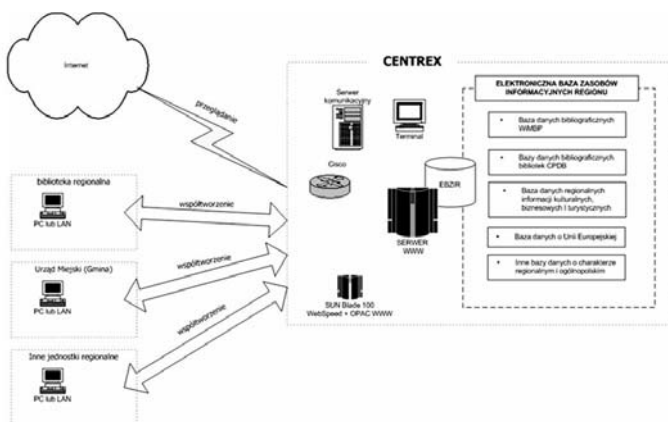 Internet
przeglądanie
biblioteka regionalna
PC lub LAN
współtworzenie
Urząd Miejski (Gmina)
PC lub LAN
współtworzenie
Inne jednostki regionalne
PC lub LAN
współtworzenie
CENTREX
Serwer
komunikacyjny
Terminal
Cisco
EBZIR
SERWER
WWW
SUN Blade 100
WebSpeed + OPAC WWW
ELEKTRONICZNA BAZA ZASOBÓW
INFORMACYJNYCH REGIONU
• Baza danych bibliograficznych
WiMBP
• Bazy danych bibliograficznych
bibliotek CPDB
• Baza danych regionalnych
informacji kulturalnych,
biznesowych i turystycznych
• Baza danych o Unii Europejskiej
• Inne bazy danych o charakterze
regionalnym i ogólnopolskim